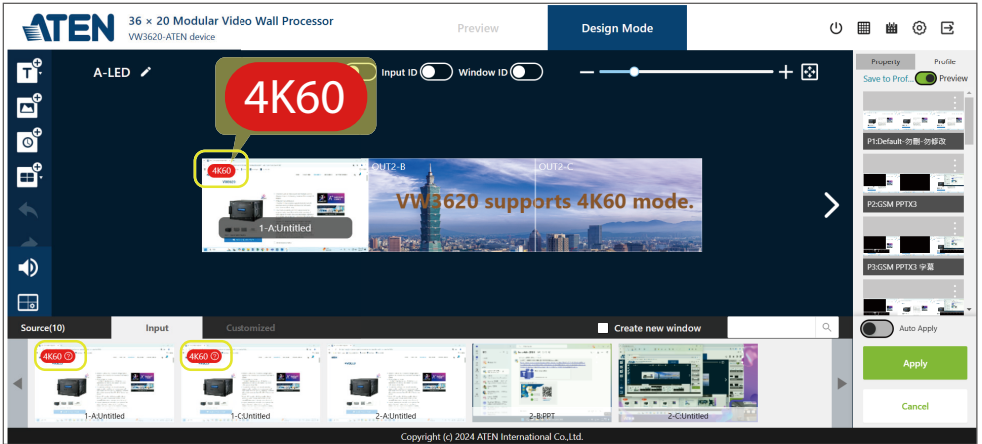 ATEN
36 × 20 Modular Video Wall Processor
VW3620-ATEN device
Preview
Design Mode
A-LED
Input ID
Window ID
Property
Profile
Save to Prof...
Preview
4K60
4K60
OUT2-B
OUT2-C
VW3620 supports 4K60 mode.
1-A:Untitled
P1:Default-勿刪-勿修改
P2:GSM PPTX3
P3:GSM PPTX3 字幕
Source(10)
Input
Customized
Create new window
Auto Apply
4K60
4K60
1-A:Untitled
1-C:Untitled
2-A:Untitled
2-B:PPT
2-C:Untitled
Apply
Cancel
Copyright (c) 2024 ATEN International Co.,Ltd.